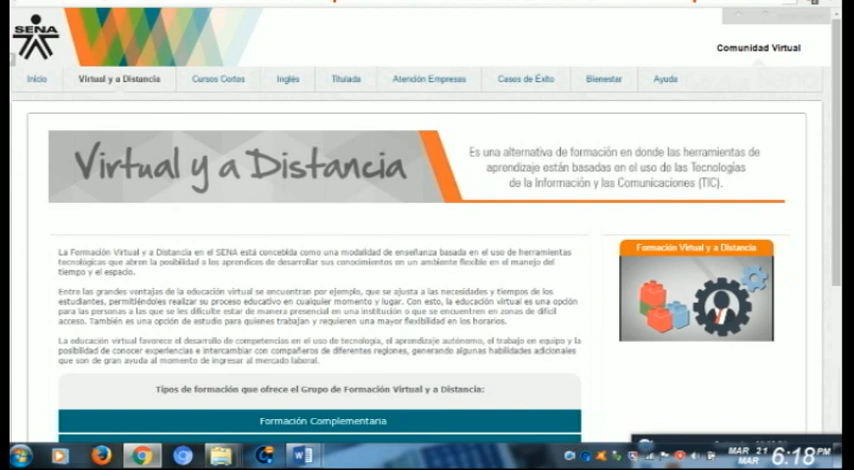 SENA
Comunidad Virtual
Inicio Virtual y a Distancia Cursos Cortos Inglés Titulada Atención Empresas Casos de Éxito Bienestar Ayuda
Virtual y a Distancia
Es una alternativa de formación en donde las herramientas de
aprendizaje están basadas en el uso de las Tecnologías
de la Información y las Comunicaciones (TIC).
La Formación Virtual y a Distancia en el SENA está concebida como una modalidad de enseñanza basada en el uso de herramientas
tecnológicas que abren la posibilidad a los aprendices de desarrollar sus conocimientos en un ambiente flexible en el manejo del
tiempo y el espacio.
Entre las grandes ventajas de la educación virtual se encuentran por ejemplo, que se ajusta a las necesidades y tiempos de los
estudiantes, permitiéndoles realizar su proceso educativo en cualquier momento y lugar. Con esto, la educación virtual es una opción
para las personas a las que se les dificulte estar de manera presencial en una institución o que se encuentren en zonas de difícil
acceso. También es una opción de estudio para quienes trabajan y requieren una mayor flexibilidad en los horarios.
La educación virtual favorece el desarrollo de competencias en el uso de tecnología, el aprendizaje autónomo, el trabajo en equipo y la
posibilidad de conocer experiencias e intercambiar con compañeros de diferentes regiones, generando algunas habilidades adicionales
que son de gran ayuda al momento de ingresar al mercado laboral.
Formación Virtual y a Distancia
Tipos de formación que ofrece el Grupo de Formación Virtual y a Distancia:
Formación Complementaria
MAR 21
MAR
6:18 PM